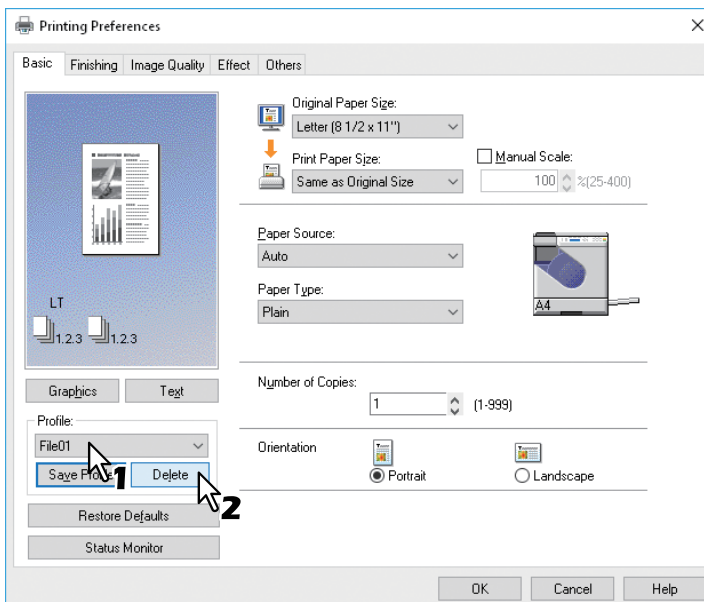 Printing Preferences
Basic Finishing Image Quality Effect Others
Original Paper Size:
Letter (8 1/2 x 11")
Print Paper Size:
Same as Original Size
Manual Scale:
100 %(25-400)
Paper Source:
Auto
Paper Type:
Plain
A4
LT
1.2.3 1.2.3
Graphics Text
Number of Copies:
1 (1-999)
Profile:
File01
1
Save Profile Delete
2
Orientation
Portrait Landscape
Restore Defaults
Status Monitor
OK Cancel Help